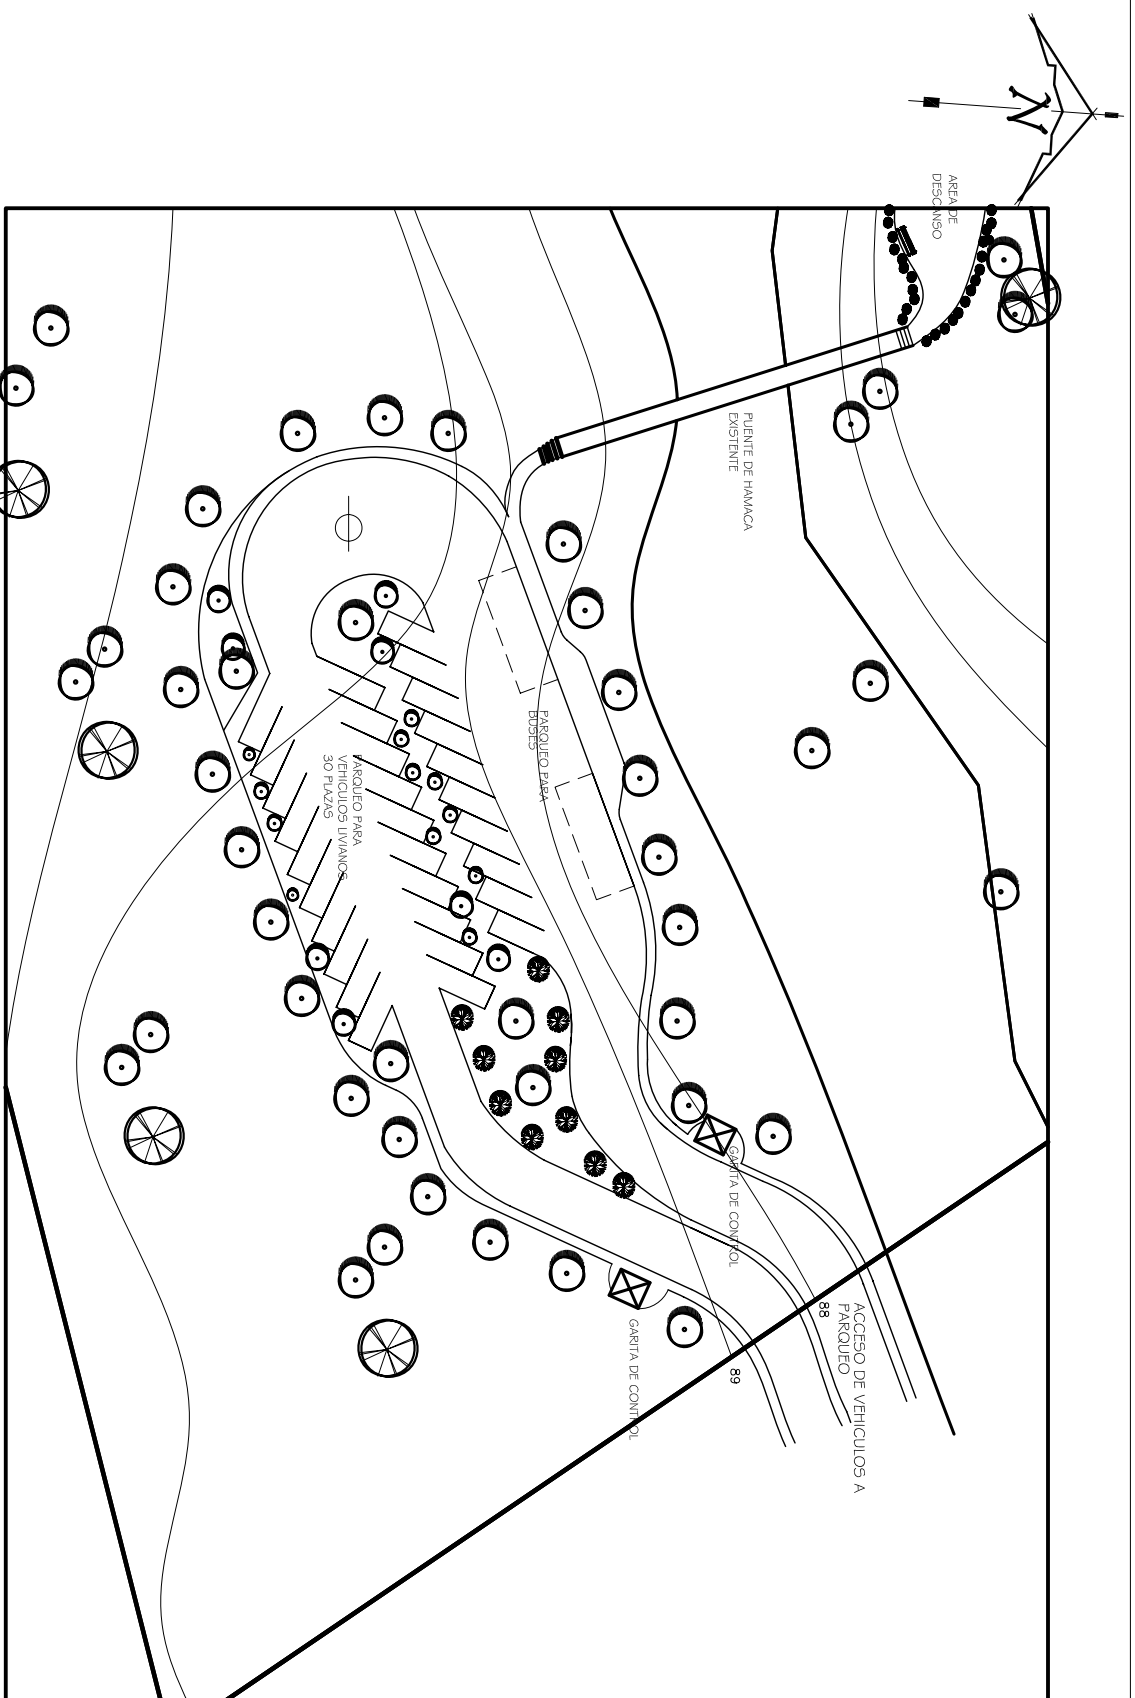 N
AREA DE
DESCANSO
PUENTE DE HAMACA
EXISTENTE
PARQUEO PARA
BUSES
PARQUEO PARA
VEHICULOS LIVIANOS
30 PLAZAS
GARITA DE CONTROL
ACCESO DE VEHICULOS A
PARQUEO
88
89
GARITA DE CONTROL